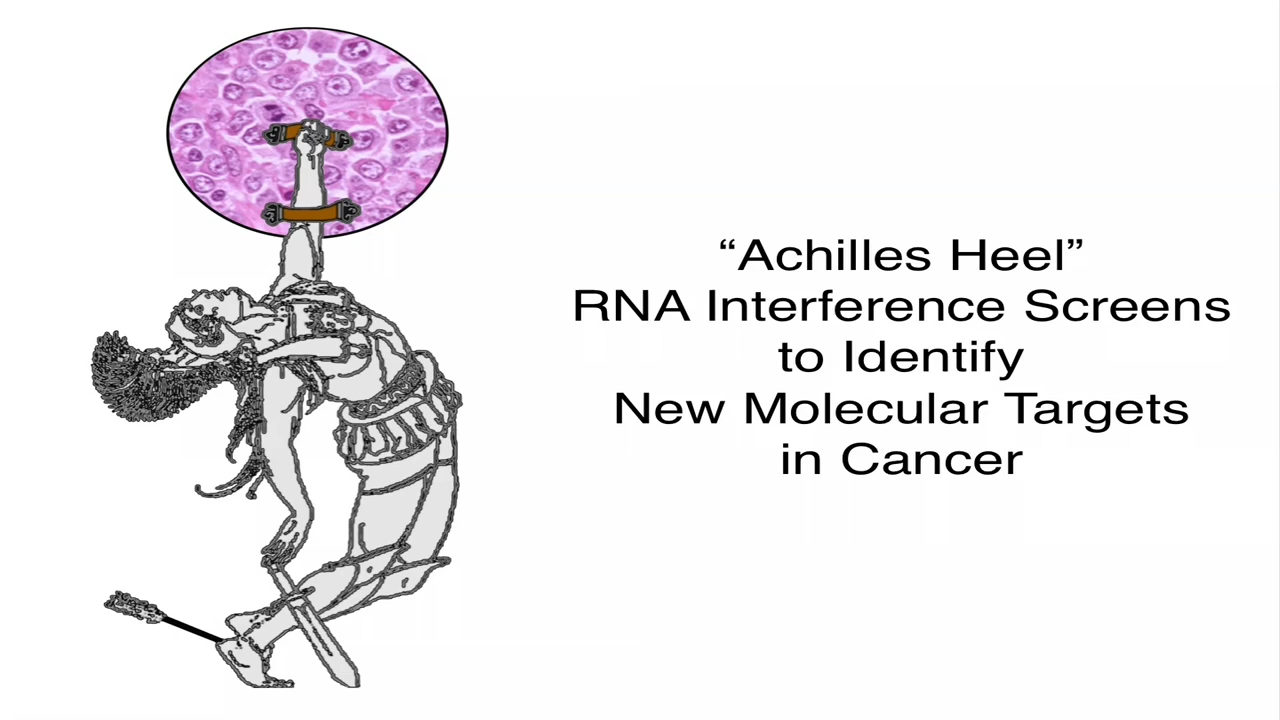 “Achilles Heel”
RNA Interference Screens
to Identify
New Molecular Targets
in Cancer